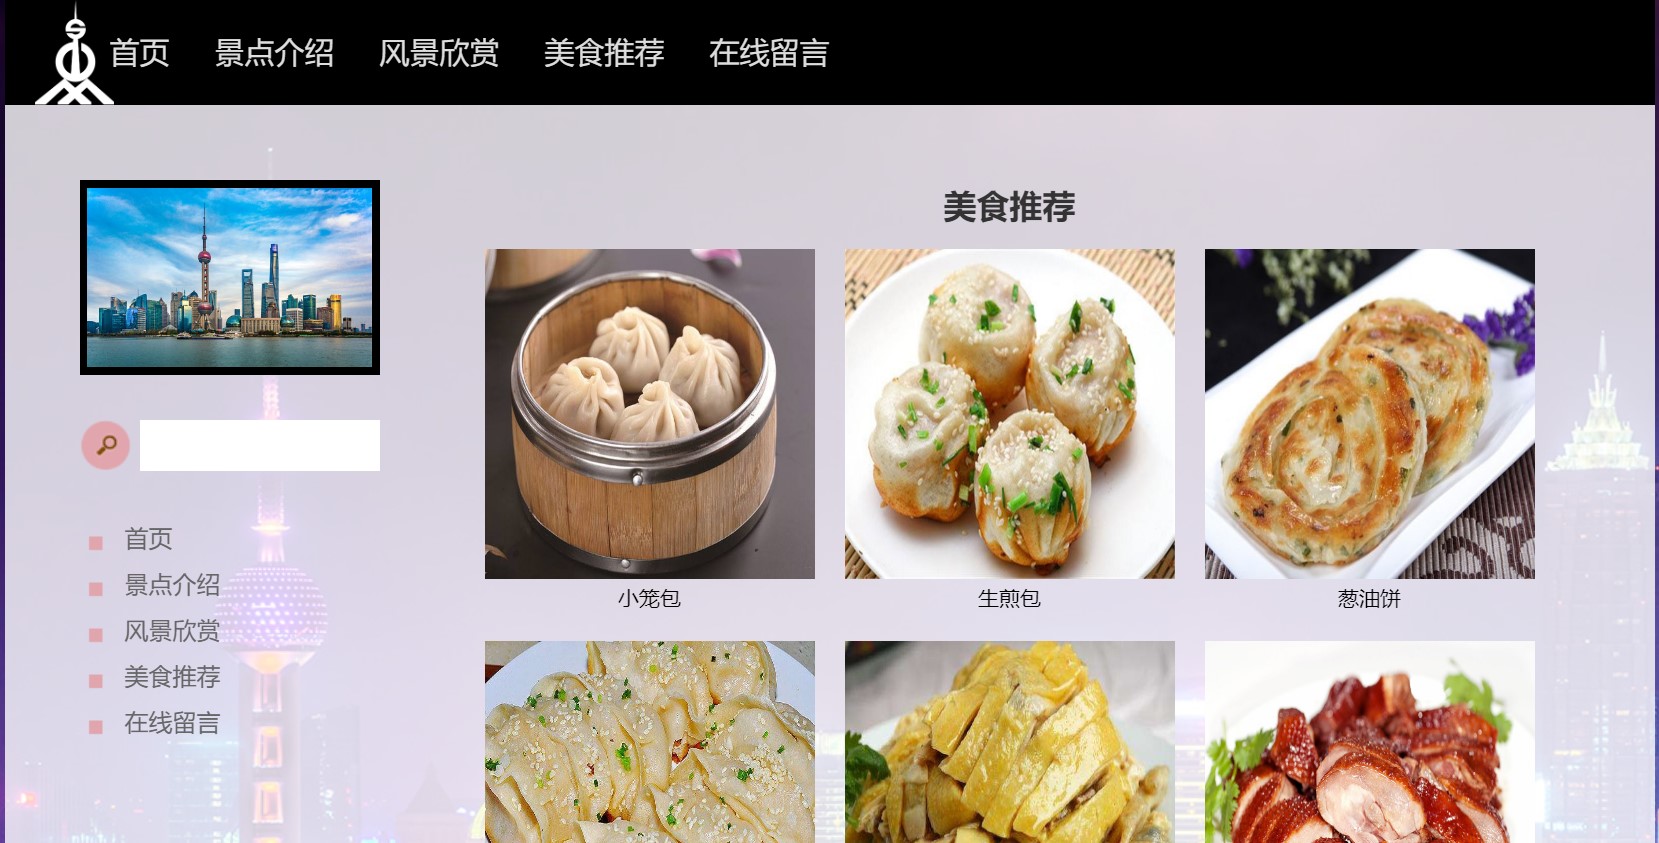 首页 景点介绍 风景欣赏 美食推荐 在线留言
美食推荐
小笼包 生煎包 葱油饼
首页
景点介绍
风景欣赏
美食推荐
在线留言